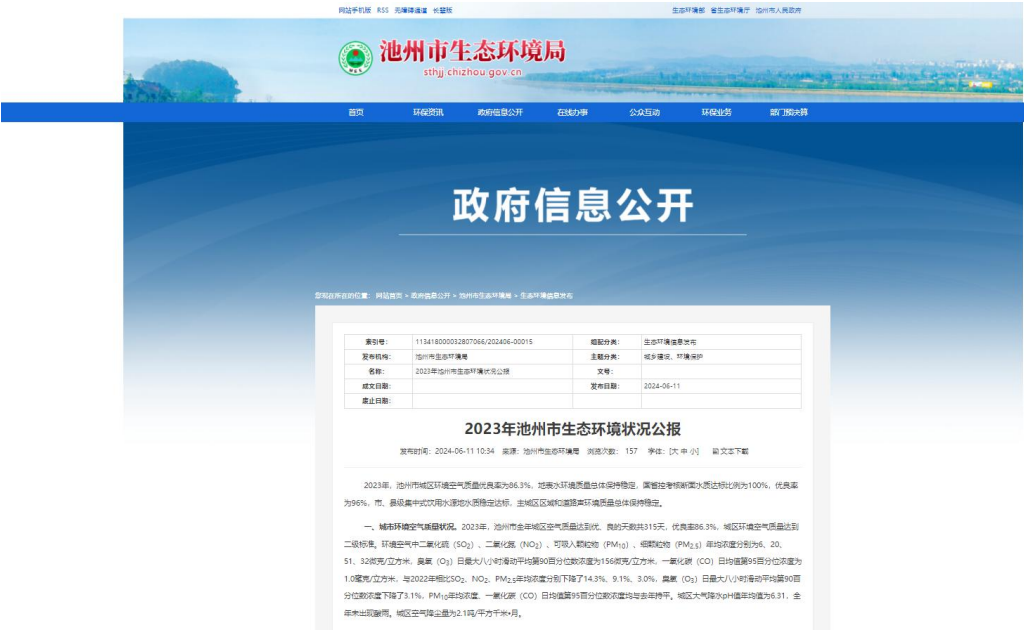 网站手机版 RSS 无障碍通道 长辈版
生态环境部 省生态环境厅 池州市人民政府
池州市生态环境局
sthjj.chizhou.gov.cn
首页 环保资讯 政府信息公开 在线办事 公众互动 环保业务 部门预决算
政府信息公开
您现在所在的位置： 网站首页 > 政府信息公开 > 池州市生态环境局 > 生态环境信息发布
索引号： 113418000032807066/202406-00015 组配分类： 生态环境信息发布
发布机构： 池州市生态环境局 主题分类： 城乡建设、环境保护
名称： 2023年池州市生态环境状况公报 文号：
成文日期： 发布日期： 2024-06-11
废止日期：
2023年池州市生态环境状况公报
发布时间：2024-06-11 10:34 来源：池州市生态环境局 浏览次数： 157 字体：[大 中 小] 文本下载
2023年，池州市城区环境空气质量优良率为86.3%，地表水环境质量总体保持稳定，国省控考核断面水质达标比例为100%，优良率
为96%，市、县级集中式饮用水源地水质稳定达标，主城区区域和道路声环境质量总体保持稳定。
一、城市环境空气质量状况。2023年，池州市全年城区空气质量达到优、良的天数共315天，优良率86.3%，城区环境空气质量达到
二级标准。环境空气中二氧化硫（SO₂）、二氧化氮（NO₂）、可吸入颗粒物（PM₁₀）、细颗粒物（PM₂.₅）年均浓度分别为6、20、
51、32微克/立方米，臭氧（O₃）日最大八小时滑动平均第90百分位数浓度为156微克/立方米，一氧化碳（CO）日均值第95百分位浓度为
1.0毫克/立方米，与2022年相比SO₂、NO₂、PM₂.₅年均浓度分别下降了14.3%、9.1%、3.0%，臭氧（O₃）日最大八小时滑动平均第90百
分位数浓度下降了3.1%，PM₁₀年均浓度、一氧化碳（CO）日均值第95百分位数浓度均与去年持平。城区大气降水pH值年均值为6.31，全
年未出现酸雨。城区空气降尘量为2.1吨/平方千米•月。